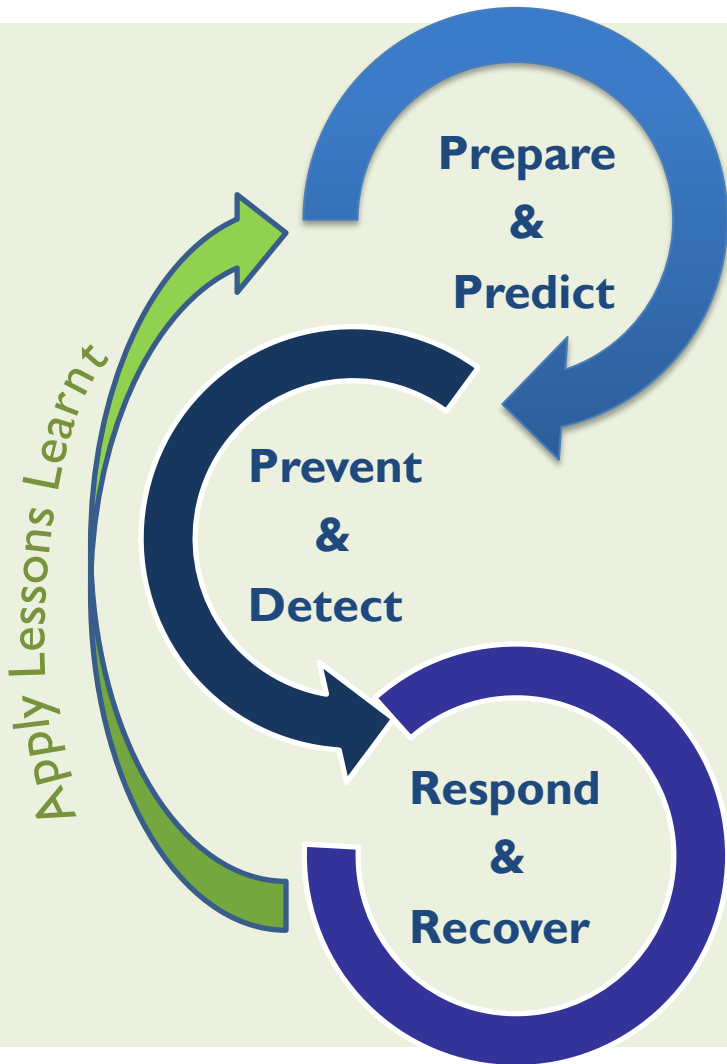 Prepare
&
Predict
Prevent
&
Detect
Respond
&
Recover
Apply Lessons Learnt